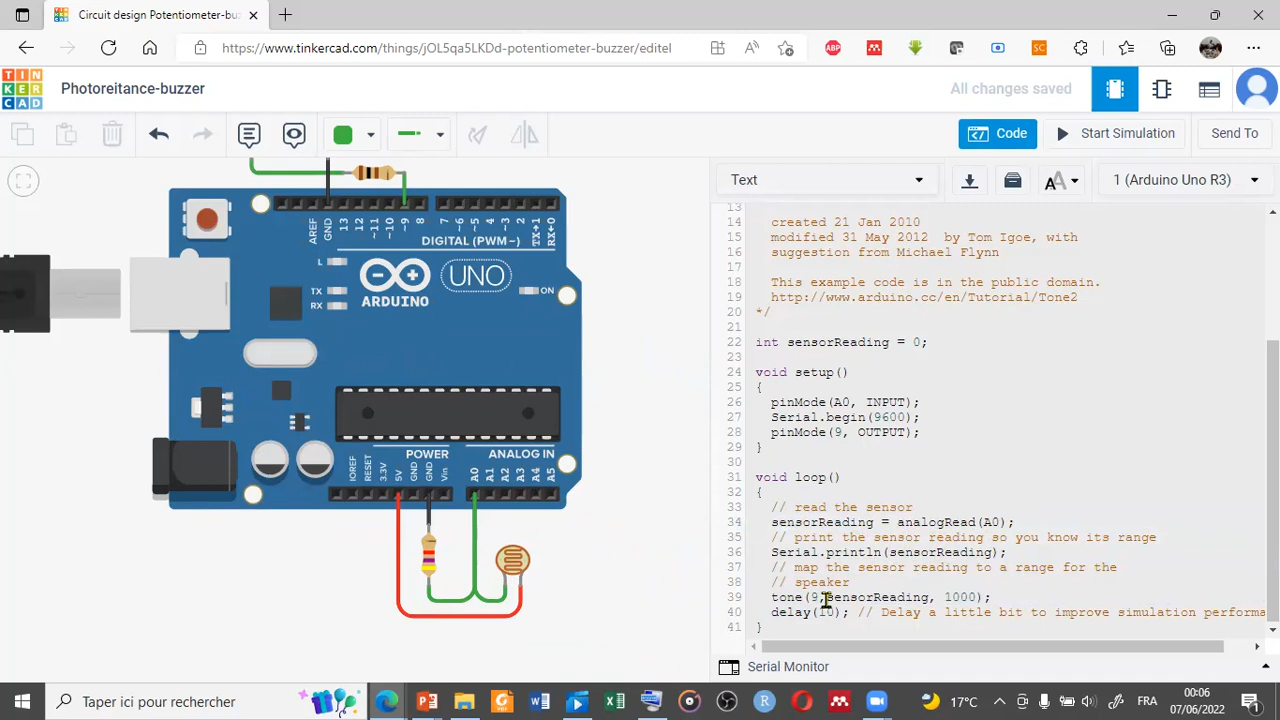 Circuit design Potentiometer-bu
https://www.tinkercad.com/things/jOL5qa5LKDd-potentiometer-buzzer/editel
TIN
KER
CAD
Photoreitance-buzzer
All changes saved
Code
Start Simulation
Send To
Text
1 (Arduino Uno R3)
AREF
GND
13
12
~11
~10
~9
8
7
~6
~5
4
~3
2
TX→1
RX←0
DIGITAL (PWM~)
L
TX
RX
UNO
ARDUINO
ON
POWER
ANALOG IN
IOREF
RESET
3.3V
5V
GND
GND
Vin
A0
A1
A2
A3
A4
A5
13
14 created 21 Jan 2010
15 modified 31 May 2012 by Tom Igoe, with
16 suggestion from Michael Flynn
17
18 This example code is in the public domain.
19 http://www.arduino.cc/en/Tutorial/Tone2
20 */
21
22 int sensorReading = 0;
23
24 void setup()
25 {
26 pinMode(A0, INPUT);
27 Serial.begin(9600);
28 pinMode(9, OUTPUT);
29 }
30
31 void loop()
32 {
33 // read the sensor
34 sensorReading = analogRead(A0);
35 // print the sensor reading so you know its range
36 Serial.println(sensorReading);
37 // map the sensor reading to a range for the
38 // speaker
39 tone(9,sensorReading, 1000);
40 delay(10); // Delay a little bit to improve simulation performa
41 }
Serial Monitor
Taper ici pour rechercher
17°C
FRA
00:06
07/06/2022